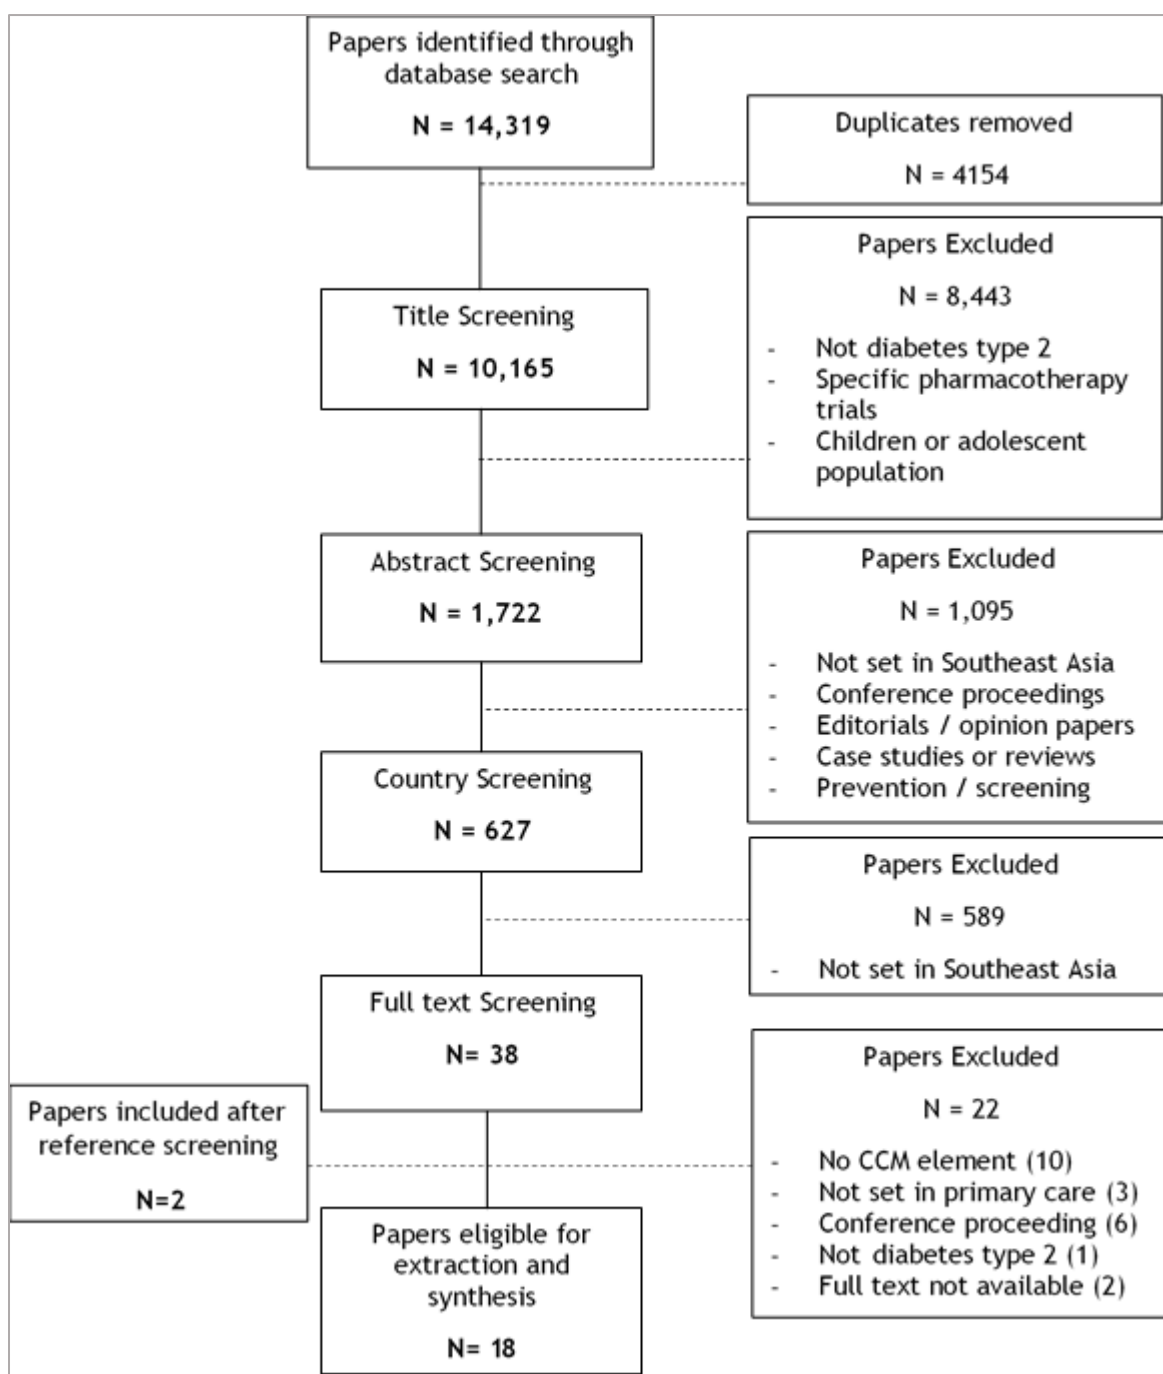 Papers identified through
database search
N = 14,319
Duplicates removed
N = 4154
Papers Excluded
N = 8,443
- Not diabetes type 2
- Specific pharmacotherapy
trials
- Children or adolescent
population
Title Screening
N = 10,165
Abstract Screening
N = 1,722
Papers Excluded
N = 1,095
- Not set in Southeast Asia
- Conference proceedings
- Editorials / opinion papers
- Case studies or reviews
- Prevention / screening
Country Screening
N = 627
Papers Excluded
N = 589
- Not set in Southeast Asia
Full text Screening
N= 38
Papers Excluded
N = 22
- No CCM element (10)
- Not set in primary care (3)
- Conference proceeding (6)
- Not diabetes type 2 (1)
- Full text not available (2)
Papers included after
reference screening
N=2
Papers eligible for
extraction and
synthesis
N= 18